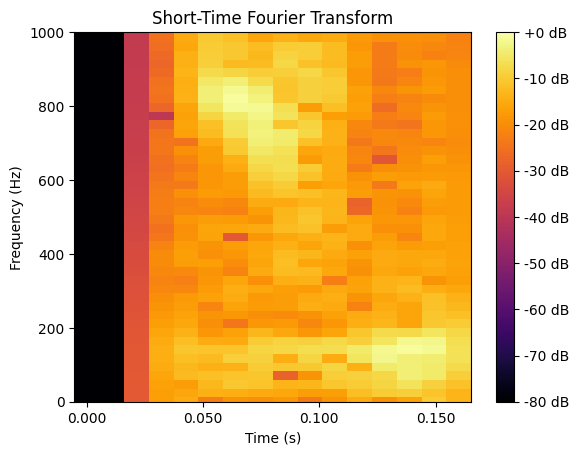 Short-Time Fourier Transform
1000
800
600
400
200
0
Frequency (Hz)
0.000
0.050
0.100
0.150
Time (s)
+0 dB
-10 dB
-20 dB
-30 dB
-40 dB
-50 dB
-60 dB
-70 dB
-80 dB